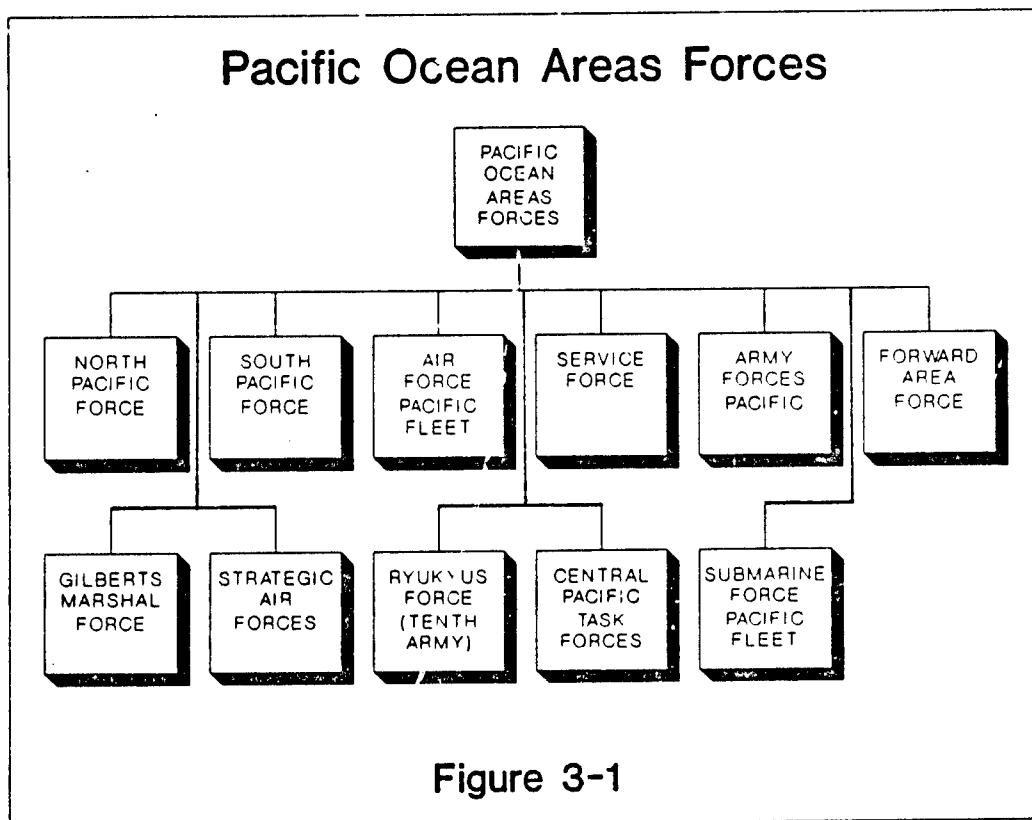 Pacific Ocean Areas Forces
PACIFIC
OCEAN
AREAS
FORCES
NORTH
PACIFIC
FORCE
SOUTH
PACIFIC
FORCE
AIR
FORCE
PACIFIC
FLEET
SERVICE
FORCE
ARMY
FORCES
PACIFIC
FORWARD
AREA
FORCE
GILBERTS
MARSHAL
FORCE
STRATEGIC
AIR
FORCES
RYUKYUS
FORCE
(TENTH
ARMY)
CENTRAL
PACIFIC
TASK
FORCES
SUBMARINE
FORCE
PACIFIC
FLEET
Figure 3-1